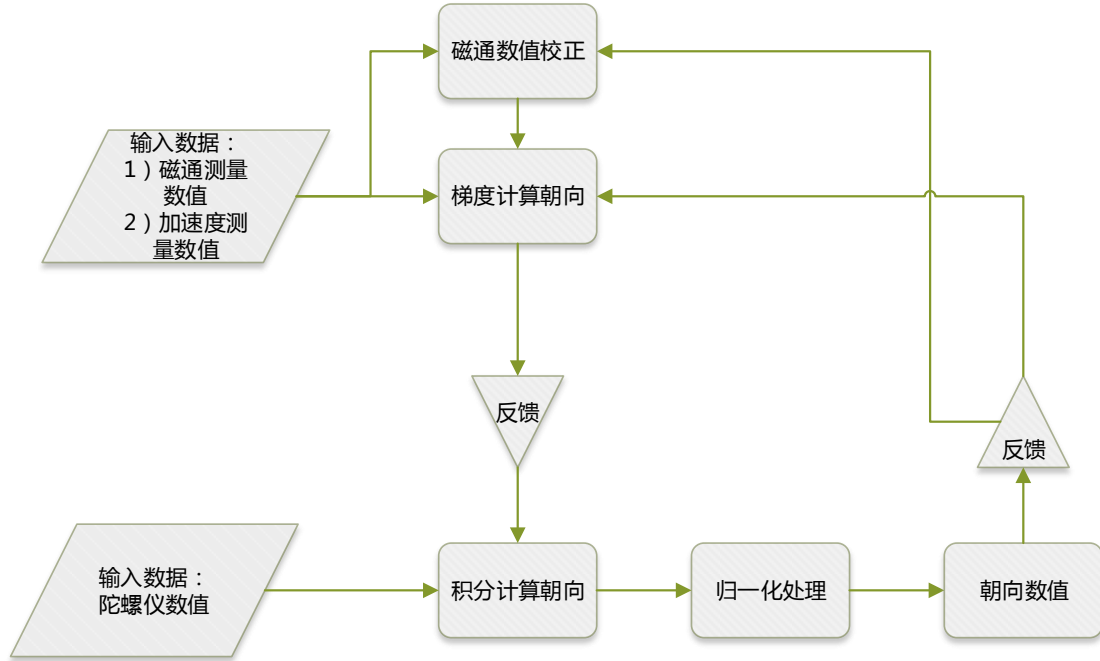 磁通数值校正
输入数据：
1）磁通测量
数值
2）加速度测
量数值
梯度计算朝向
反馈
反馈
输入数据：
陀螺仪数值
积分计算朝向
归一化处理
朝向数值